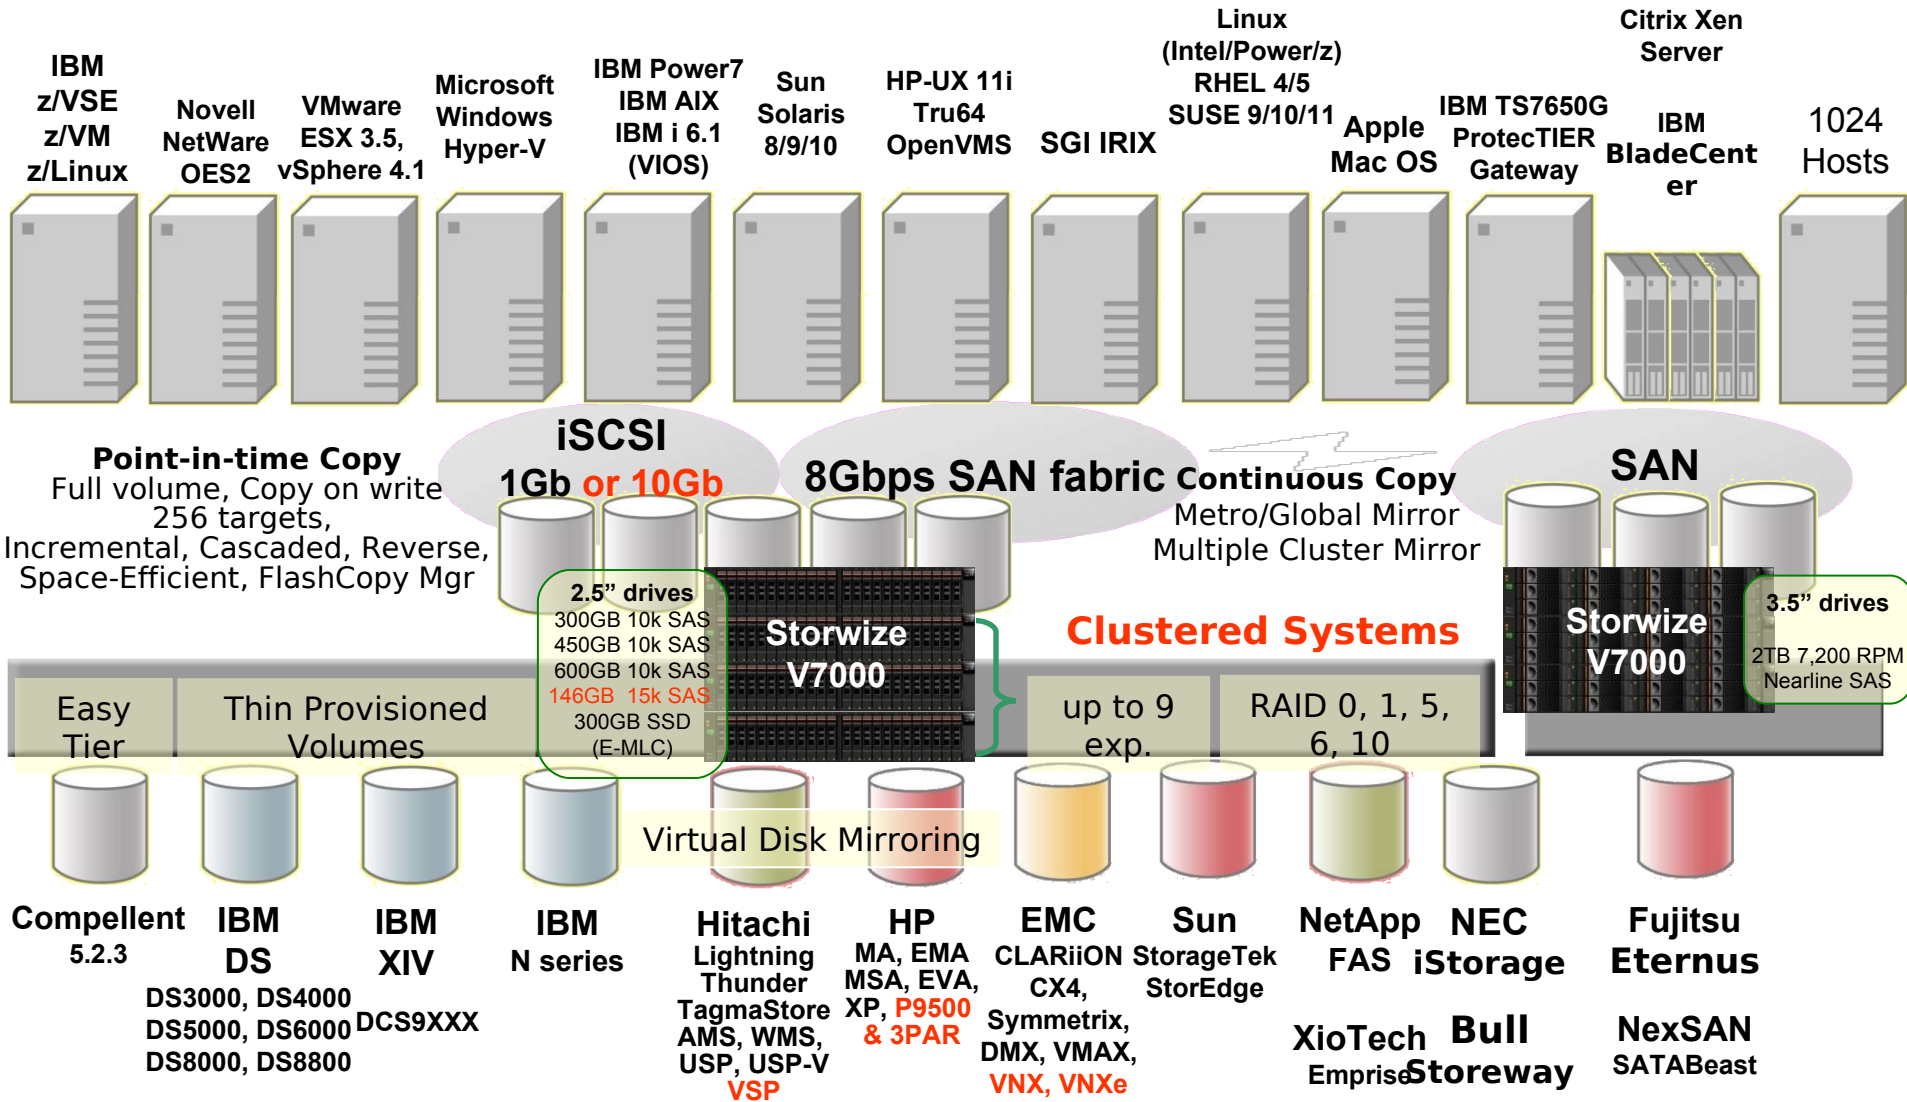 IBM
z/VSE
z/VM
z/Linux
Novell
NetWare
OES2
VMware
ESX 3.5,
vSphere 4.1
Microsoft
Windows
Hyper-V
IBM Power7
IBM AIX
IBM i 6.1
(VIOS)
Sun
Solaris
8/9/10
HP-UX 11i
Tru64
OpenVMS
SGI IRIX
Linux
(Intel/Power/z)
RHEL 4/5
SUSE 9/10/11
Apple
Mac OS
IBM TS7650G
ProtecTIER
Gateway
Citrix Xen
Server
IBM
BladeCent
er
1024
Hosts
Point-in-time Copy
Full volume, Copy on write
256 targets,
Incremental, Cascaded, Reverse,
Space-Efficient, FlashCopy Mgr
iSCSI
1Gb or 10Gb
8Gbps SAN fabric
Continuous Copy
Metro/Global Mirror
Multiple Cluster Mirror
SAN
2.5” drives
300GB 10k SAS
450GB 10k SAS
600GB 10k SAS
146GB 15k SAS
300GB SSD
(E-MLC)
Storwize
V7000
Clustered Systems
Storwize
V7000
3.5” drives
2TB 7,200 RPM
Nearline SAS
Easy
Tier
Thin Provisioned
Volumes
up to 9
exp.
RAID 0, 1, 5,
6, 10
Virtual Disk Mirroring
Compellent
5.2.3
IBM
DS
DS3000, DS4000
DS5000, DS6000
DS8000, DS8800
IBM
XIV
DCS9XXX
IBM
N series
Hitachi
Lightning
Thunder
TagmaStore
AMS, WMS,
USP, USP-V
VSP
HP
MA, EMA
MSA, EVA,
XP, P9500
& 3PAR
EMC
CLARiiON
CX4,
Symmetrix,
DMX, VMAX,
VNX, VNXe
Sun
StorageTek
StorEdge
NetApp
FAS
NEC
iStorage
Fujitsu
Eternus
XioTech
Emprise
Bull
Storeway
NexSAN
SATABeast